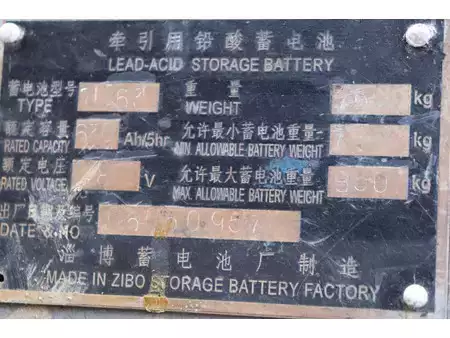 牵引用铅酸蓄电池
LEAD-ACID STORAGE BATTERY
蓄电池型号 重量
TYPE WEIGHT kg
额定容量 Ah/5hr 允许最小蓄电池重量 kg
RATED CAPACITY MIN ALLOWABLE BATTERY WEIGHT
额定电压 V 允许最大蓄电池重量 kg
RATED VOLTAGE MAX. ALLOWABLE BATTERY WEIGHT
出厂日期及编号
DATE & NO
淄博蓄电池厂制造
MADE IN ZIBO STORAGE BATTERY FACTORY